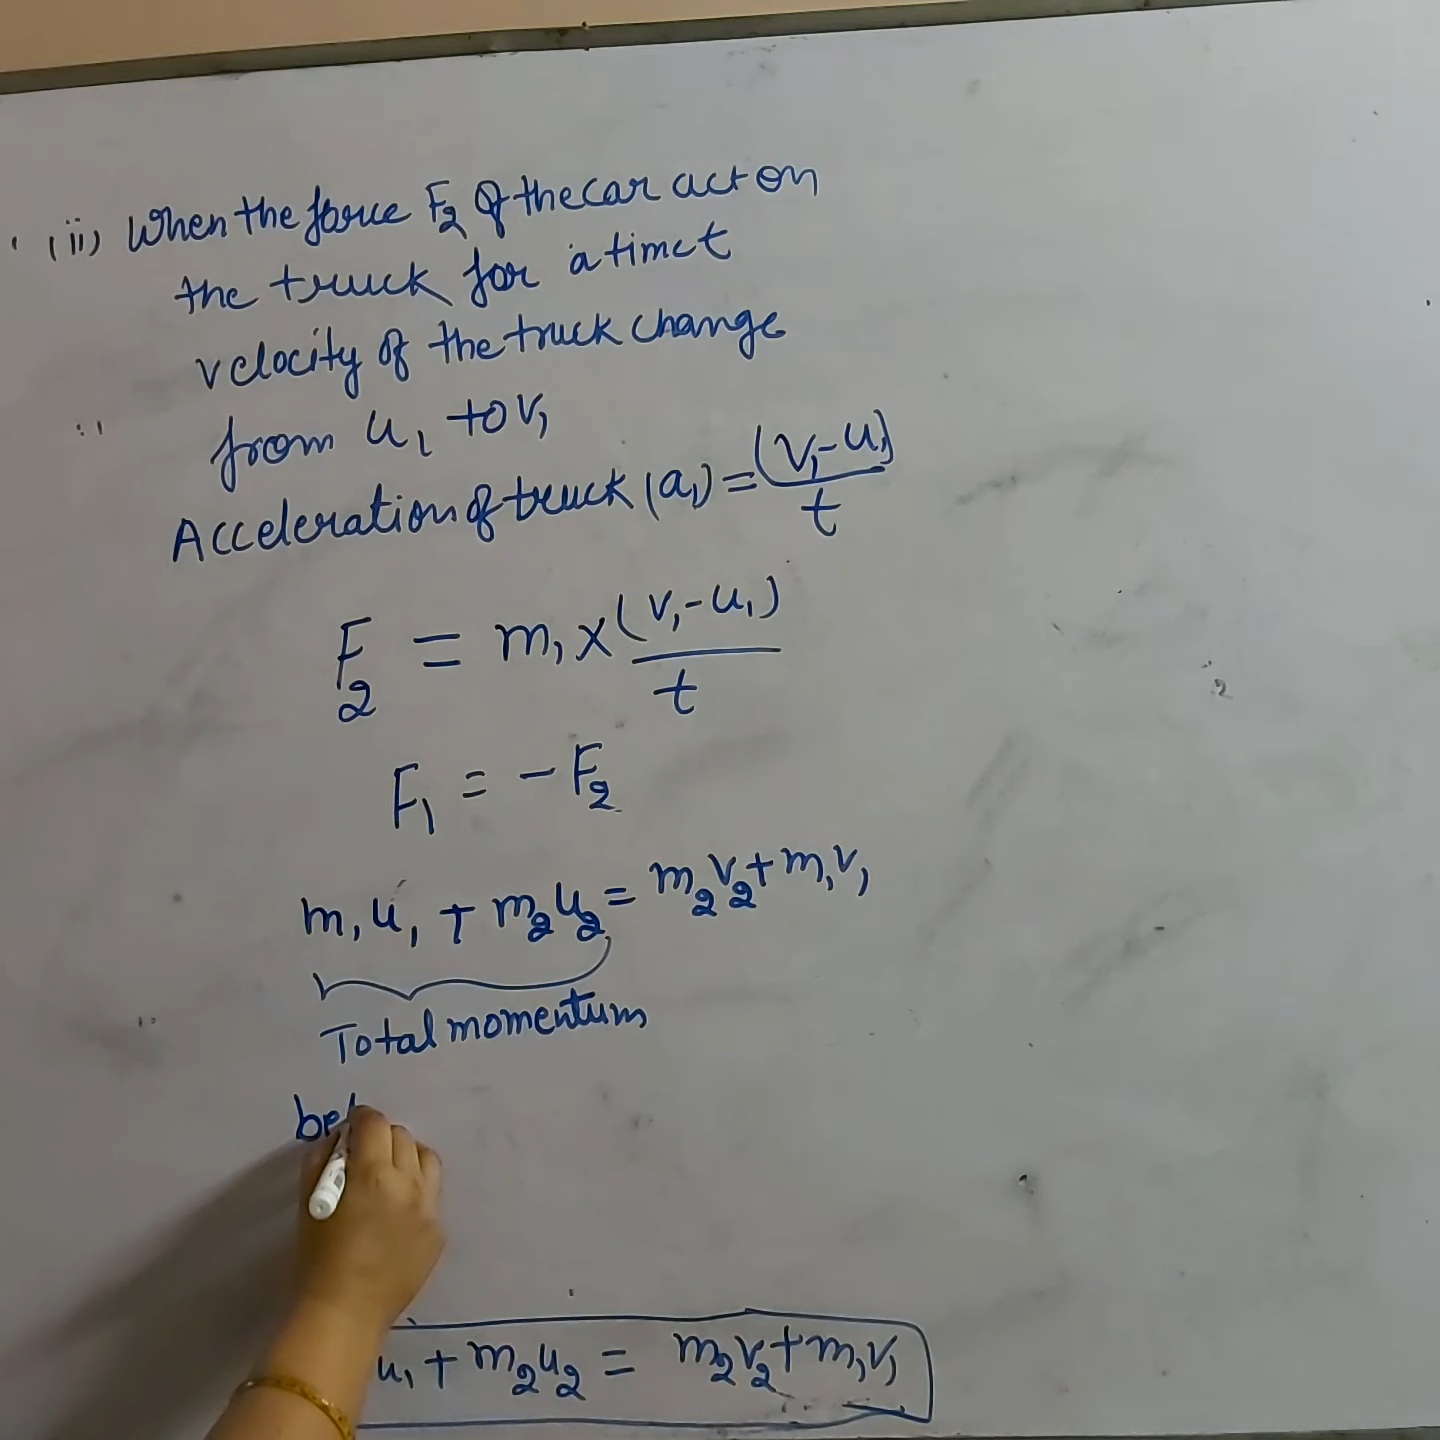 (ii) When the force F₂ of the car act on
the truck for a time t
velocity of the truck change
from u₁ to v₁
Acceleration of truck (a₁) = (v₁-u₁)/t
F₂ = m₁ x (v₁-u₁)/t
F₁ = -F₂
m₁u₁ + m₂u₂ = m₂v₂ + m₁v₁
Total momentum
u₁ + m₂u₂ = m₂v₂ + m₁v₁